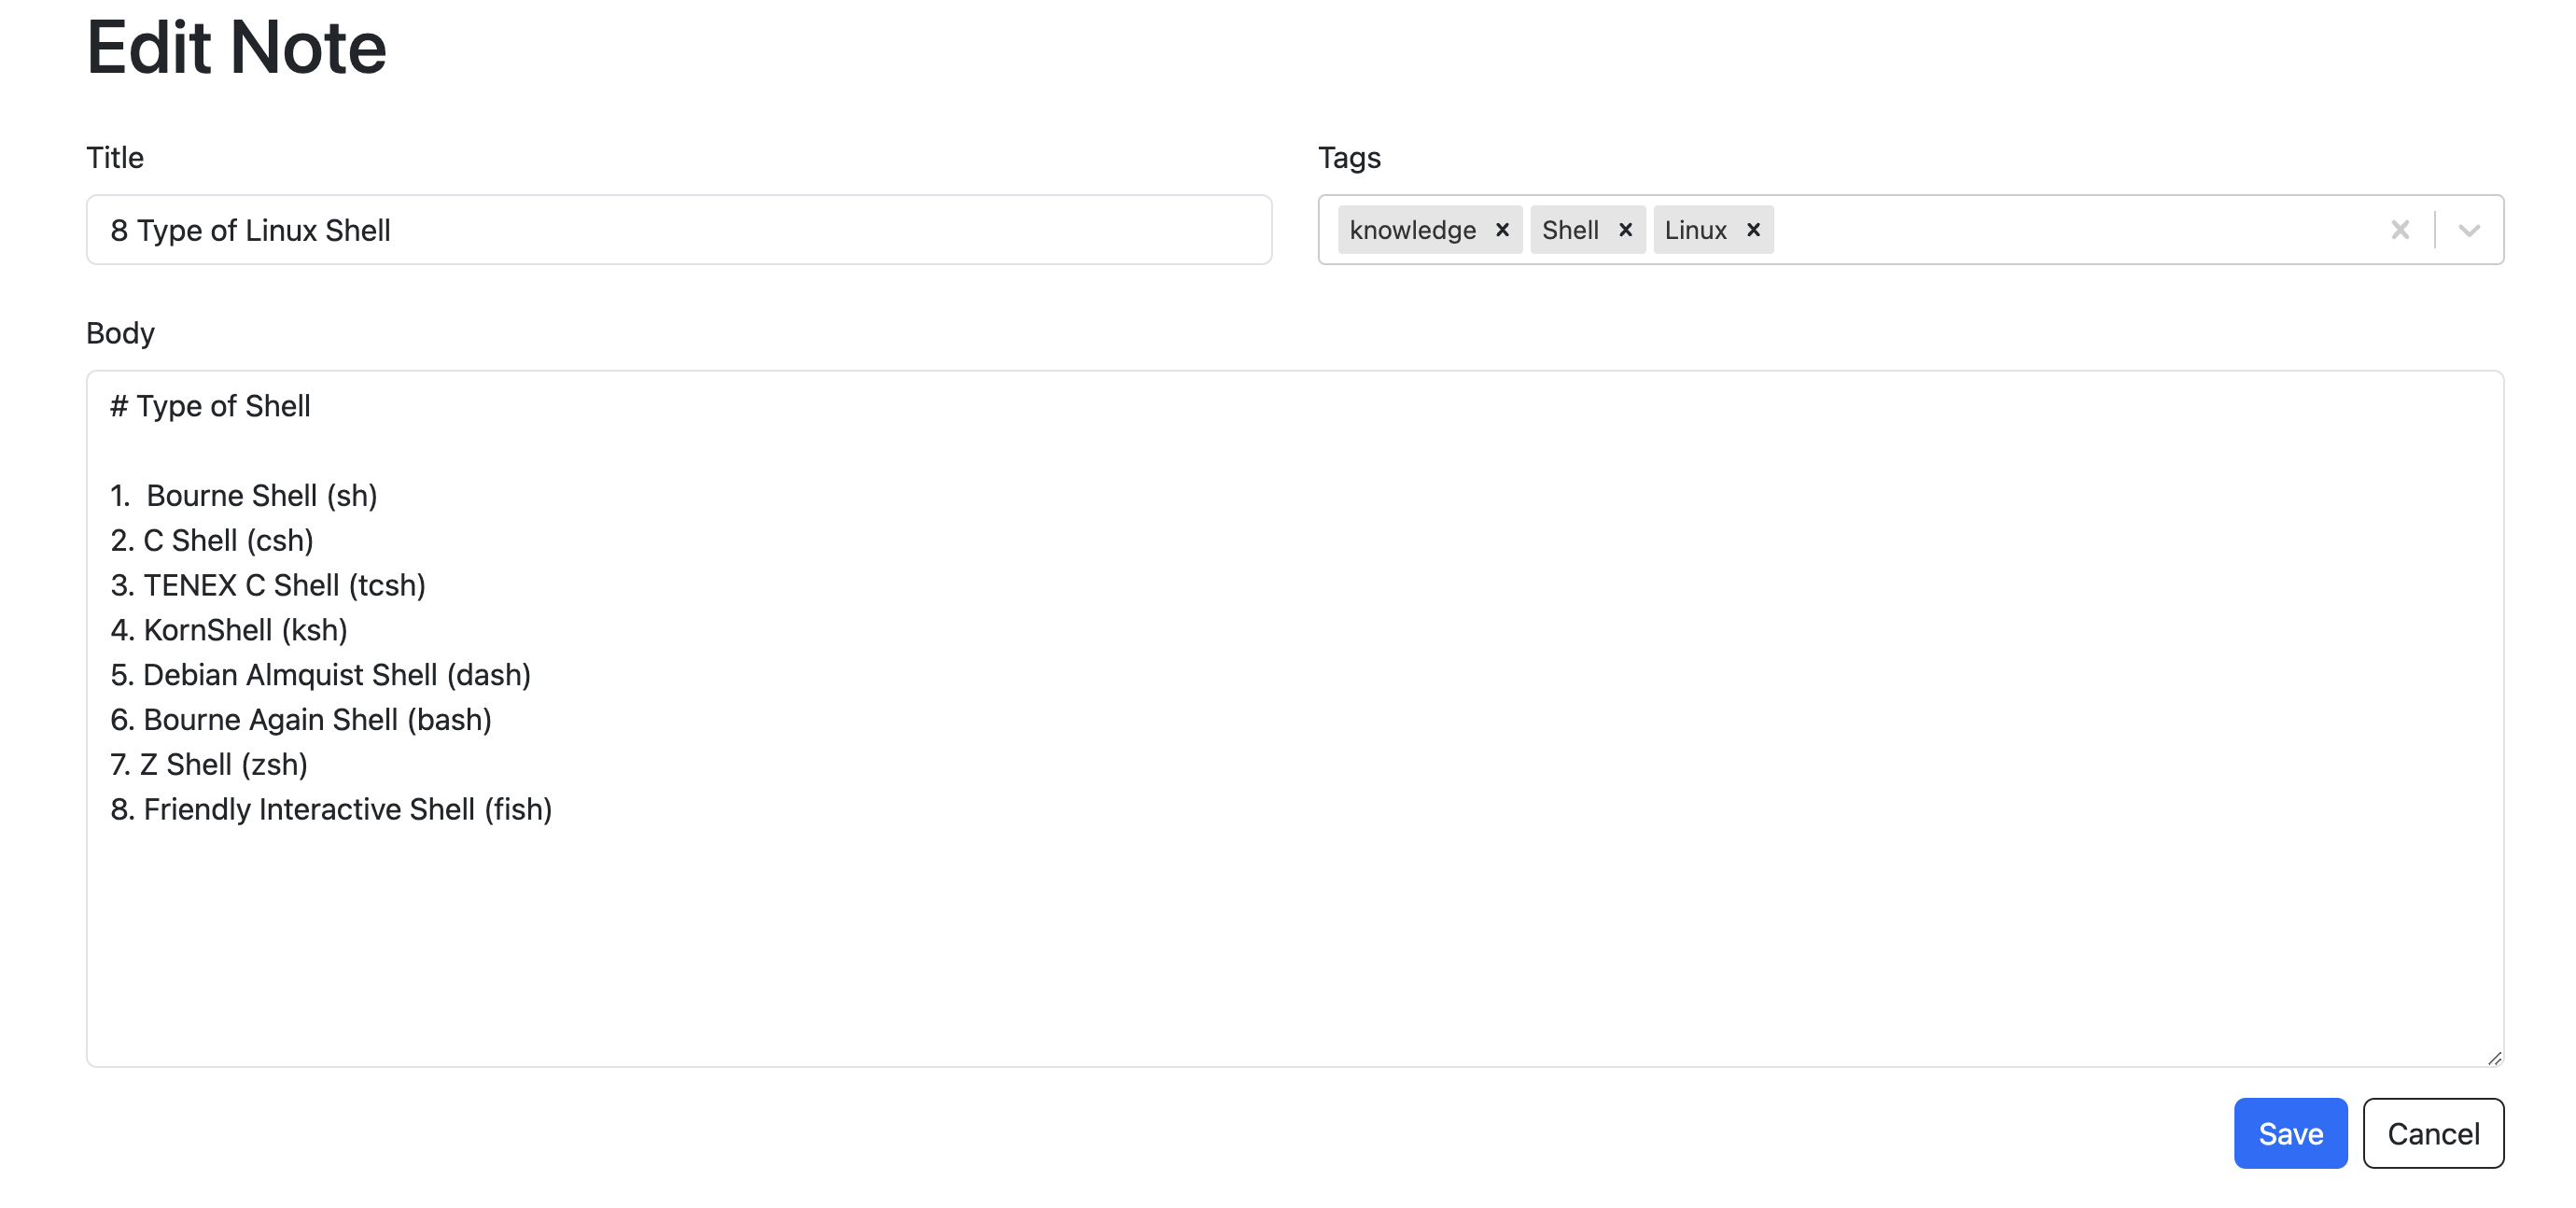 Edit Note
Title
Tags
8 Type of Linux Shell
knowledge × Shell × Linux ×
Body
# Type of Shell
1.  Bourne Shell (sh)
2. C Shell (csh)
3. TENEX C Shell (tcsh)
4. KornShell (ksh)
5. Debian Almquist Shell (dash)
6. Bourne Again Shell (bash)
7. Z Shell (zsh)
8. Friendly Interactive Shell (fish)
Save
Cancel